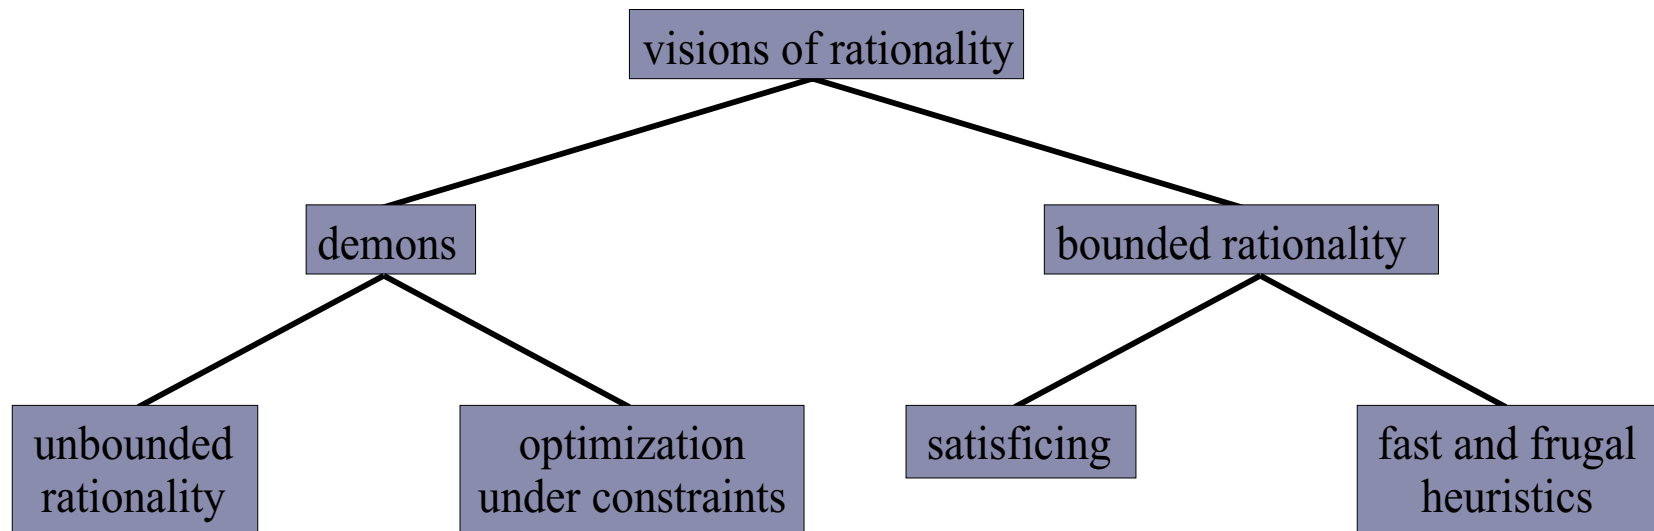 visions of rationality
demons
bounded rationality
unbounded
rationality
optimization
under constraints
satisficing
fast and frugal
heuristics